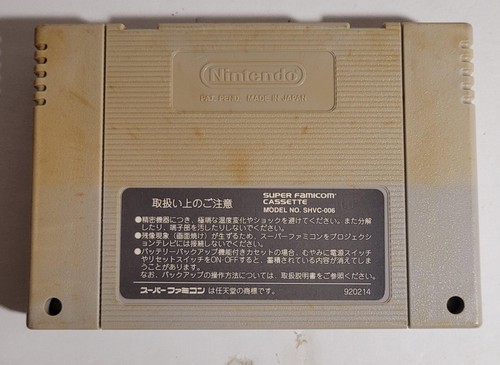 Nintendo
PAT. PEND. MADE IN JAPAN
取扱い上のご注意
SUPER FAMICOM
CASSETTE
MODEL NO. SHVC-006
●精密機器につき、極端な温度変化やショックを避けてください。また分解
したり、端子部を汚したりしないでください。
●残像現象（画面焼け）が生ずるため、スーパーファミコンをプロジェクシ
ョンテレビには接続しないでください。
●バッテリーバックアップ機能付きカセットの場合、むやみに電源スイッチ
やリセットスイッチをON・OFFすると、蓄積されている内容が消えてしま
うことがあります。
なお、バックアップの操作方法については、取扱説明書をご参照ください。
スーパーファミコンは任天堂の商標です。
920214